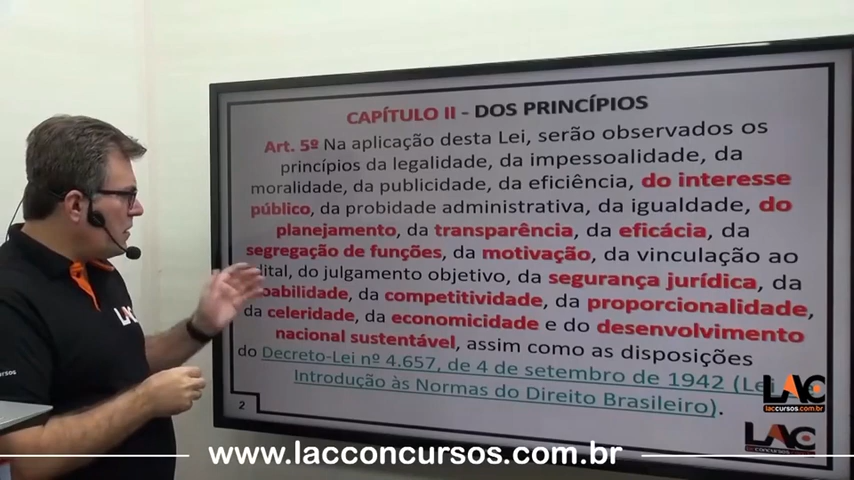 CAPÍTULO II - DOS PRINCÍPIOS
Art. 5º Na aplicação desta Lei, serão observados os
princípios da legalidade, da impessoalidade, da
moralidade, da publicidade, da eficiência, do interesse
público, da probidade administrativa, da igualdade, do
planejamento, da transparência, da eficácia, da
segregação de funções, da motivação, da vinculação ao
do julgamento objetivo, da segurança jurídica, da
da competitividade, da proporcionalidade,
da celeridade, da economicidade e do desenvolvimento
nacional sustentável, assim como as disposições
do Decreto-Lei nº 4.657, de 4 de setembro de 1942 (Lei
Introdução às Normas do Direito Brasileiro).
2
LAC
laccursos.com.br
LAC
www.lacconcursos.com.br